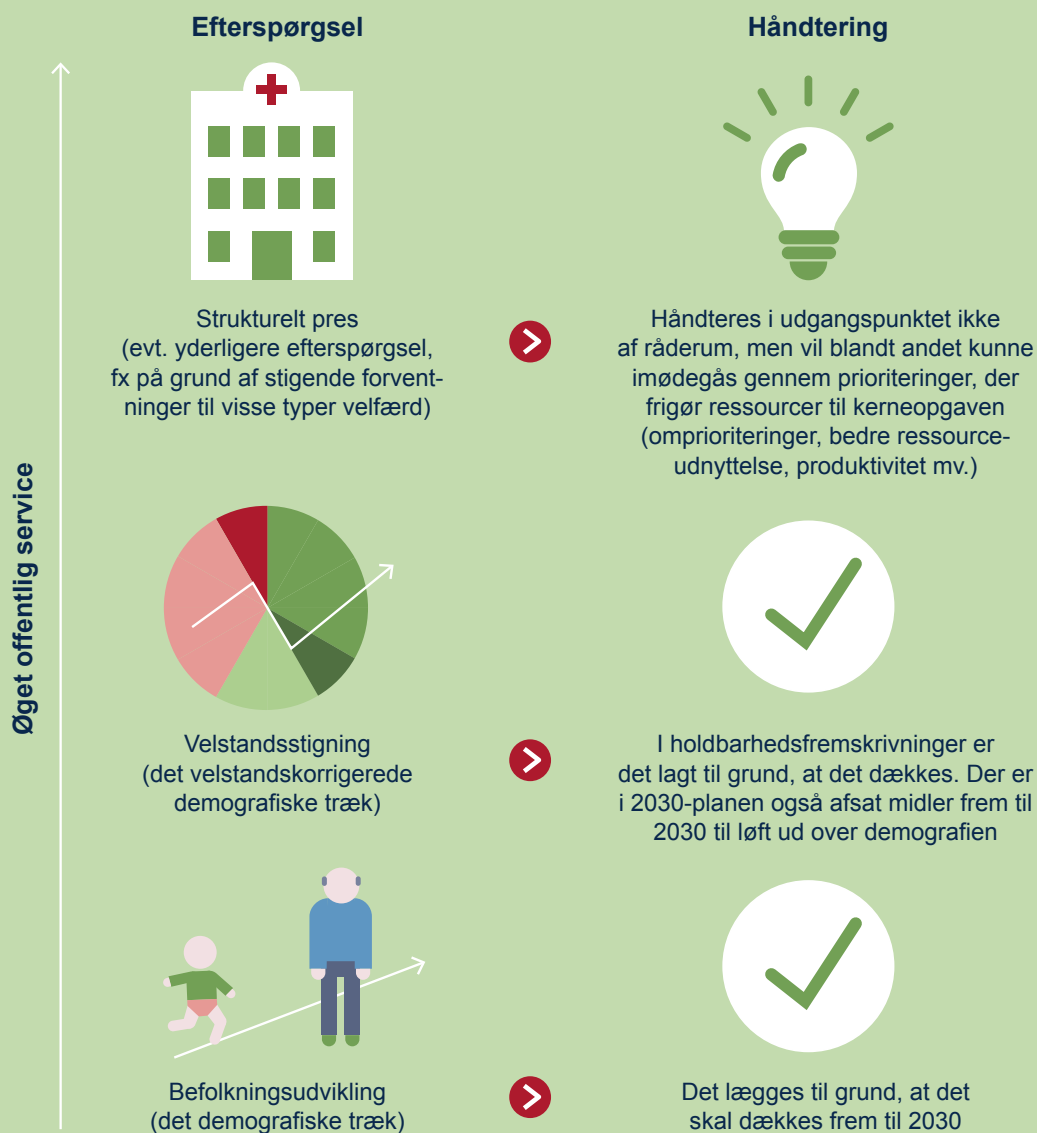 Efterspørgsel
Håndtering
Øget offentlig service
Strukturelt pres
(evt. yderligere efterspørgsel,
fx på grund af stigende forvent-
ninger til visse typer velfærd)
Håndteres i udgangspunktet ikke
af råderum, men vil blandt andet kunne
imødegås gennem prioriteringer, der
frigør ressourcer til kerneopgaven
(omprioriteringer, bedre ressource-
udnyttelse, produktivitet mv.)
Velstandsstigning
(det velstandskorrigerede
demografiske træk)
I holdbarhedsfremskrivninger er
det lagt til grund, at det dækkes. Der er
i 2030-planen også afsat midler frem til
2030 til løft ud over demografien
Befolkningsudvikling
(det demografiske træk)
Det lægges til grund, at det
skal dækkes frem til 2030